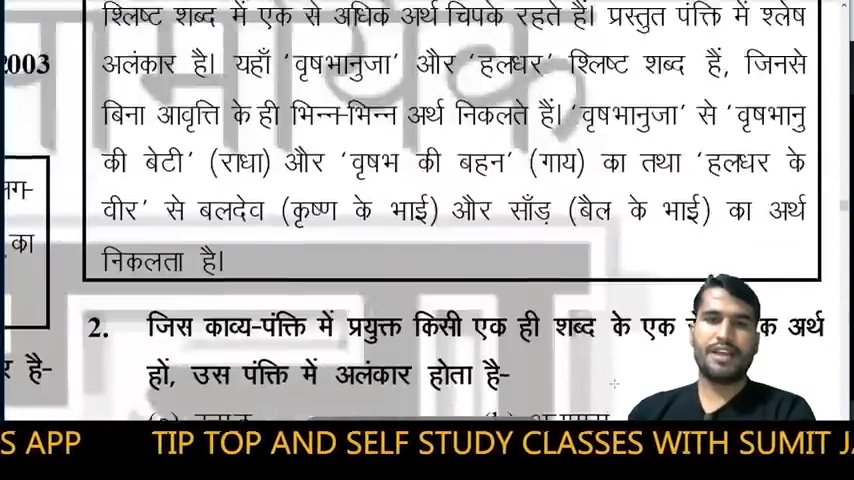 श्लिष्ट शब्द में एक से अधिक अर्थ चिपके रहते हैं। प्रस्तुत पंक्ति में श्लेष
2003
अलंकार है। यहाँ 'वृषभानुजा' और 'हलधर' श्लिष्ट शब्द हैं, जिनसे
बिना आवृत्ति के ही भिन्न-भिन्न अर्थ निकलते हैं। 'वृषभानुजा' से 'वृषभानु
की बेटी' (राधा) और 'वृषभ की बहन' (गाय) का तथा 'हलधर के
वीर' से बलदेव (कृष्ण के भाई) और साँड़ (बैल के भाई) का अर्थ
का
निकलता है।
2. जिस काव्य-पंक्ति में प्रयुक्त किसी एक ही शब्द के एक अर्थ
है-
हों, उस पंक्ति में अलंकार होता है-
S APP TIP TOP AND SELF STUDY CLASSES WITH SUMIT JA